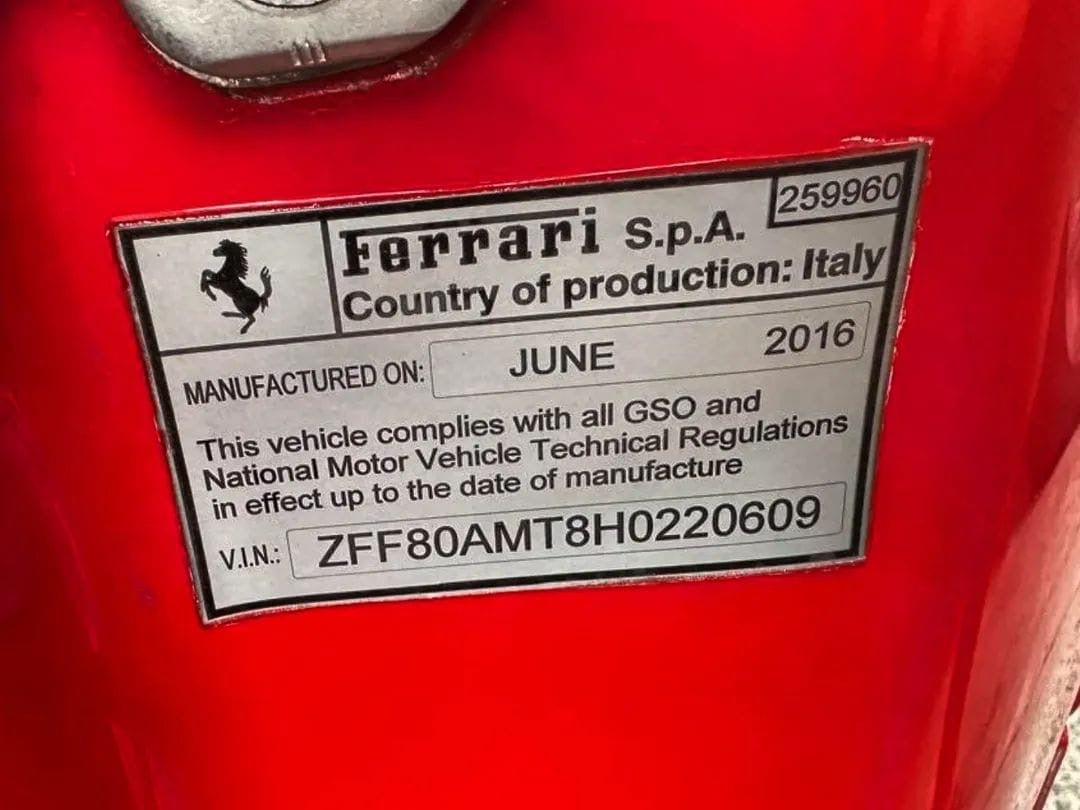 Ferrari S.p.A. 259960
Country of production: Italy
MANUFACTURED ON: JUNE 2016
This vehicle complies with all GSO and
National Motor Vehicle Technical Regulations
in effect up to the date of manufacture
V.I.N.: ZFF80AMT8H0220609